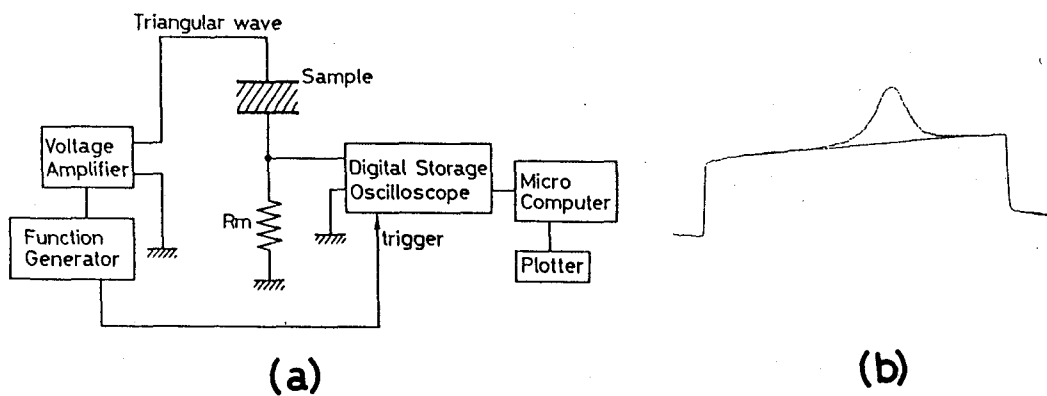 Triangular wave
Sample
Voltage
Amplifier
Digital Storage
Oscilloscope
Micro
Computer
Rm
Function
Generator
trigger
Plotter
(a)
(b)